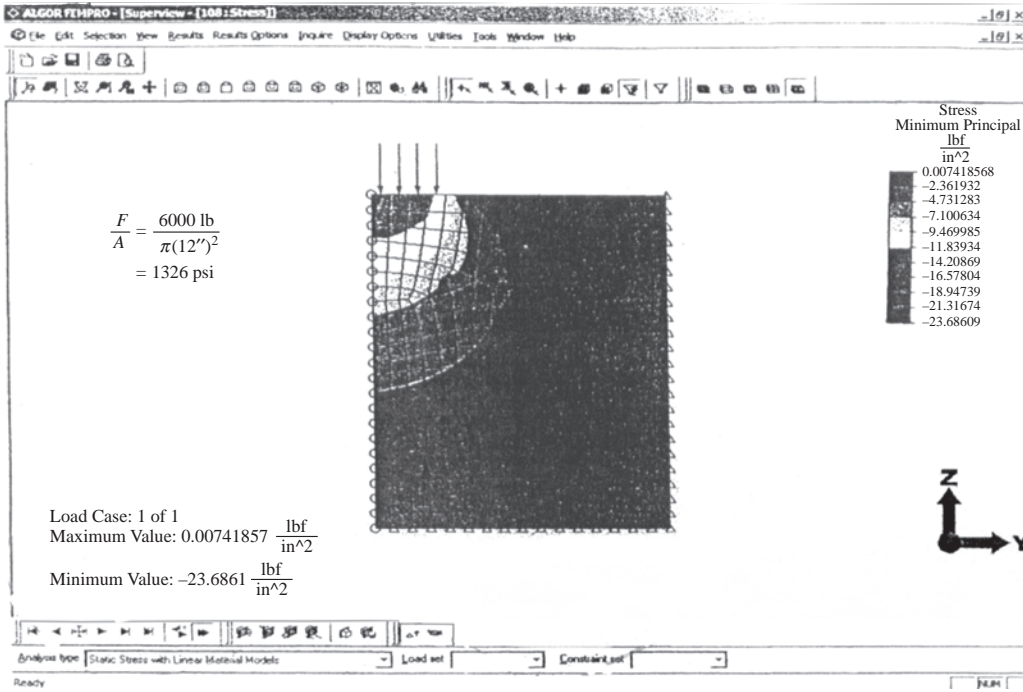 ALGOR FEMPRO - [Superview - [108 : Stress]]
File Edit Selection View Results Results Options Inquire Display Options Utilities Tools Window Help
Stress
Minimum Principal
lbf
in^2
0.007418568
–2.361932
–4.731283
–7.100634
–9.469985
–11.83934
–14.20869
–16.57804
–18.94739
–21.31674
–23.68609
F/A = 6000 lb / π(12″)²
= 1326 psi
Load Case: 1 of 1
Maximum Value: 0.00741857 lbf/in^2
Minimum Value: –23.6861 lbf/in^2
Z
Y
Analysis type Static Stress with Linear Material Models Load set Constraint set
Ready NUM